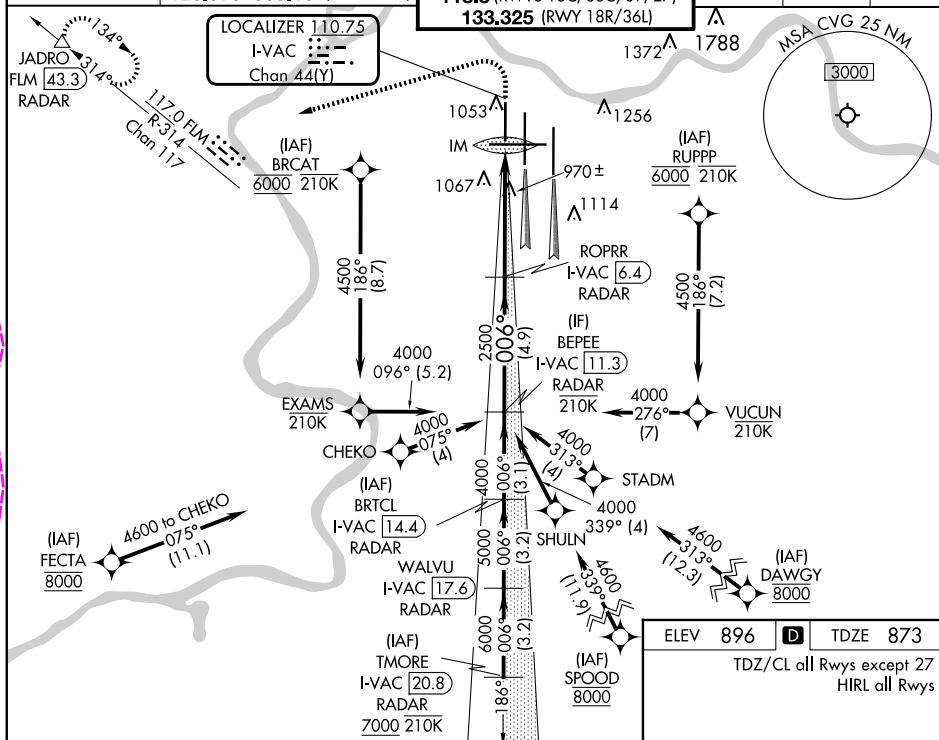 133.325 (RWY 18R/36L)
LOCALIZER 110.75
I-VAC
Chan 44(Y)
134°
314°
JADRO
FLM 43.3
RADAR
117.0 FLM
R-314
Chan 117
1372
1788
MSA CVG 25 NM
3000
1053
1256
IM
(IAF)
BRCAT
6000 210K
(IAF)
RUPPP
6000 210K
1067
970 ±
1114
4500
186°
(8.7)
ROPRR
I-VAC 6.4
RADAR
4500
186°
(7.2)
2500
006°
(4.9)
(IF)
BEPEE
I-VAC 11.3
RADAR
210K
4000
096° (5.2)
EXAMS
210K
4000
276°
(7)
VUCUN
210K
CHEKO
4000
075°
(4)
4000
313°
(4)
STADM
4000
006°
(3.1)
(IAF)
BRTCL
I-VAC 14.4
RADAR
4000
339° (4)
SHULN
4600 to CHEKO
075°
(11.1)
(IAF)
FECTA
8000
5000
006°
(3.2)
WALVU
I-VAC 17.6
RADAR
4600
339°
(11.9)
4600
313°
(12.3)
(IAF)
DAWGY
8000
6000
006°
(3.2)
(IAF)
TMORE
I-VAC 20.8
RADAR
7000 210K
186°
(IAF)
SPOOD
8000
ELEV 896 D TDZE 873
TDZ/CL all Rwys except 27
HIRL all Rwys